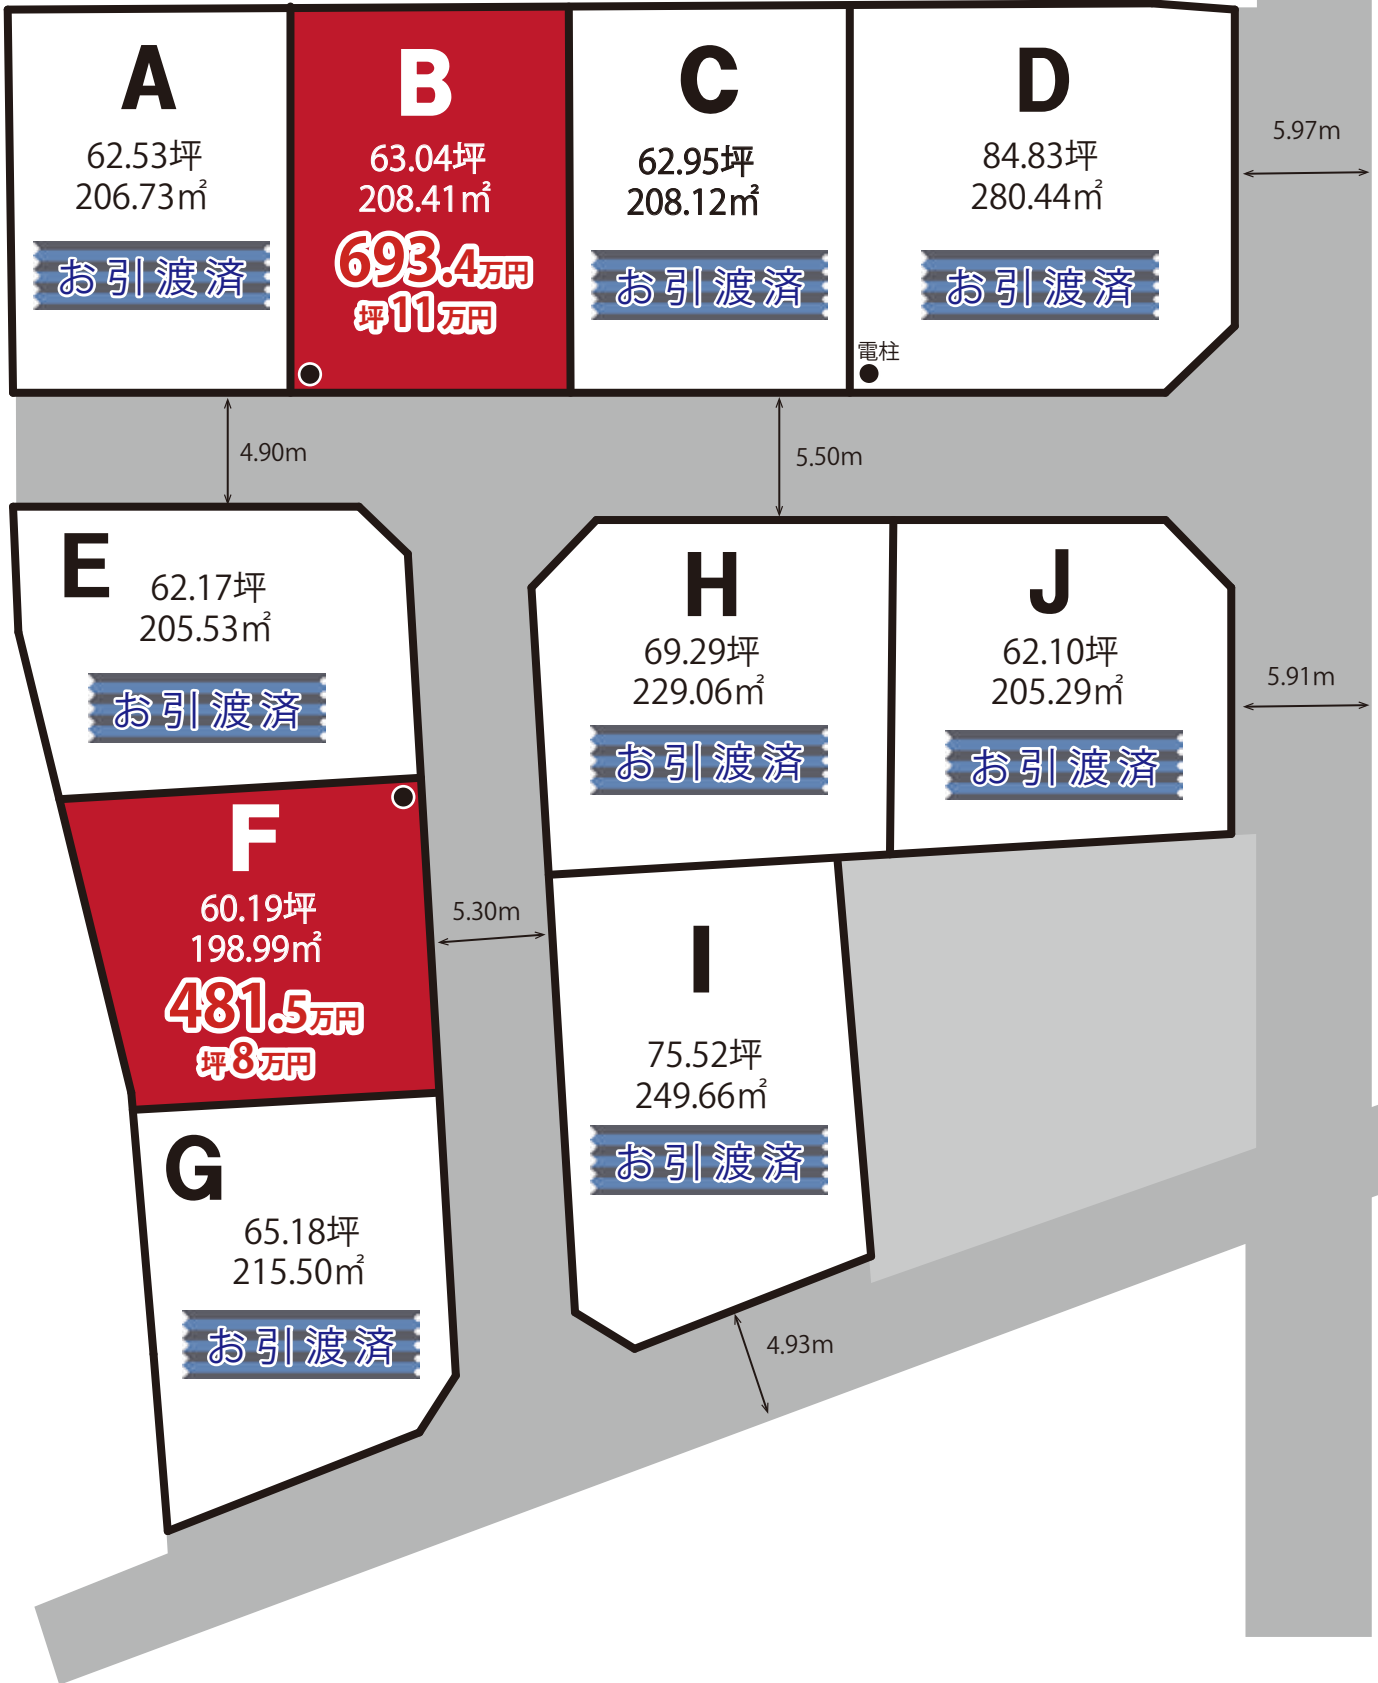 A
62.53坪
206.73㎡
お引渡済
B
63.04坪
208.41㎡
693.4万円
坪11万円
C
62.95坪
208.12㎡
お引渡済
D
84.83坪
280.44㎡
お引渡済
電柱
5.97m
4.90m
5.50m
E
62.17坪
205.53㎡
お引渡済
H
69.29坪
229.06㎡
お引渡済
J
62.10坪
205.29㎡
お引渡済
5.91m
F
60.19坪
198.99㎡
481.5万円
坪8万円
5.30m
I
75.52坪
249.66㎡
お引渡済
G
65.18坪
215.50㎡
お引渡済
4.93m